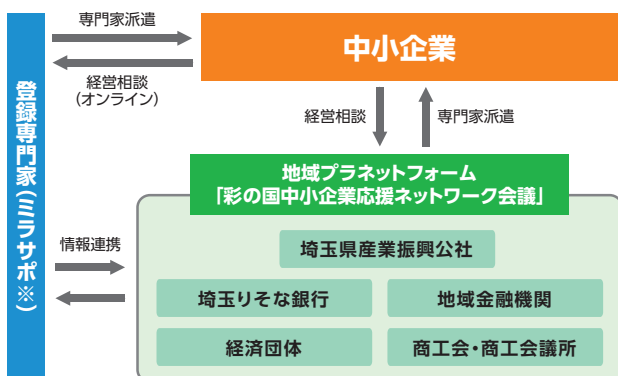 専門家派遣
中小企業
経営相談
(オンライン)
経営相談
専門家派遣
登録専門家(ミラサポ※)
地域プラネットフォーム
「彩の国中小企業応援ネットワーク会議」
情報連携
埼玉県産業振興公社
埼玉りそな銀行
地域金融機関
経済団体
商工会・商工会議所